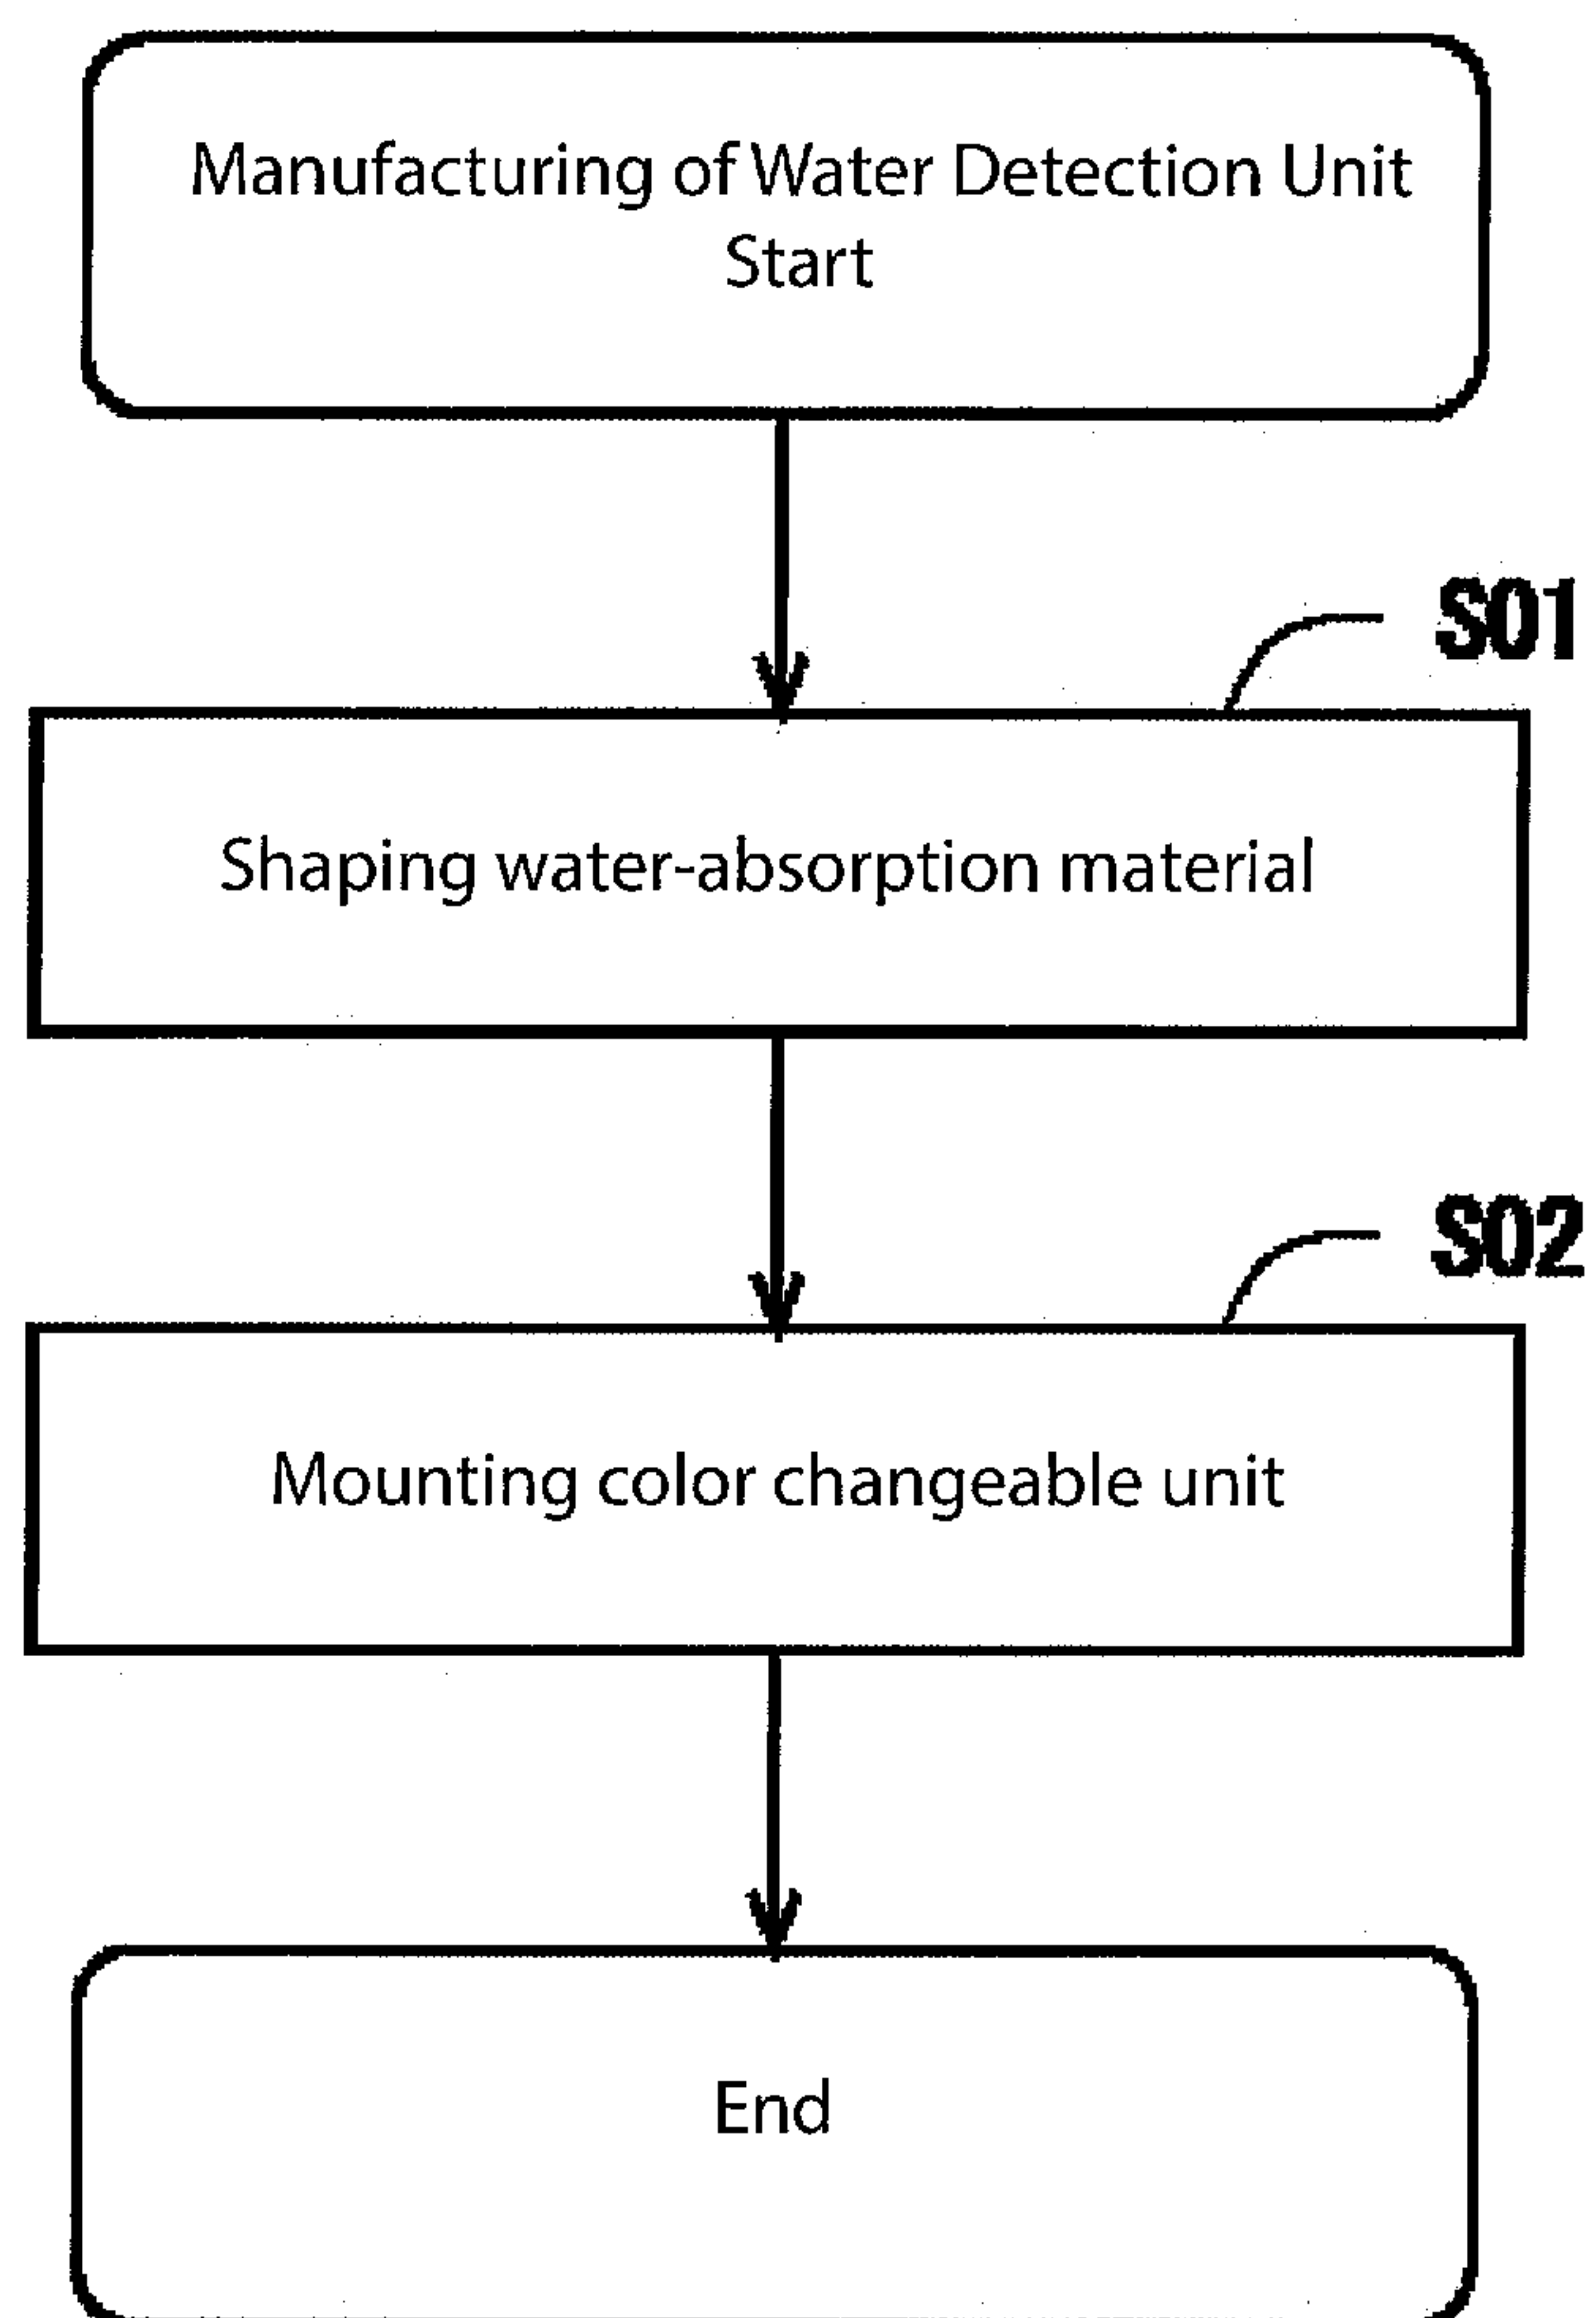 Manufacturing of Water Detection Unit
Start
S01
Shaping water-absorption material
S02
Mounting color changeable unit
End